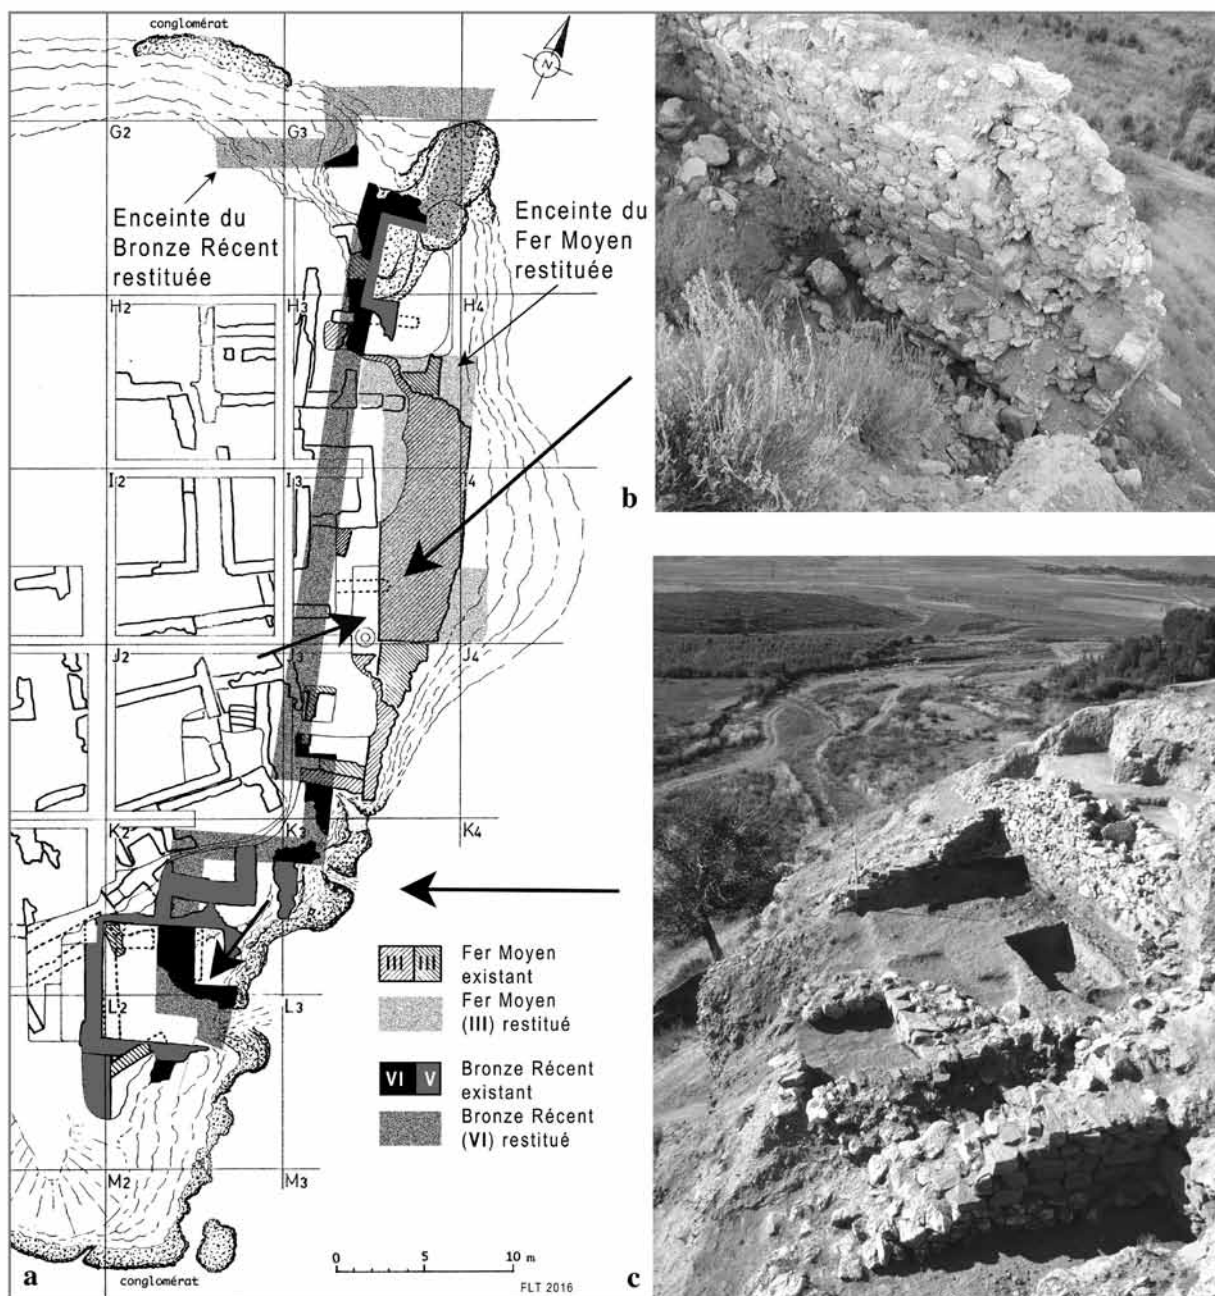 conglomérat
N
G2
G3
G4
Enceinte du
Bronze Récent
restituée
Enceinte du
Fer Moyen
restituée
H2
H3
H4
b
I2
I3
I4
J2
J3
J4
K2
K3
K4
III III
Fer Moyen
existant
Fer Moyen
(III) restitué
L2
L3
VI V
Bronze Récent
existant
Bronze Récent
(VI) restitué
M2
M3
0 5 10 m
FLT 2016
a
conglomérat
c